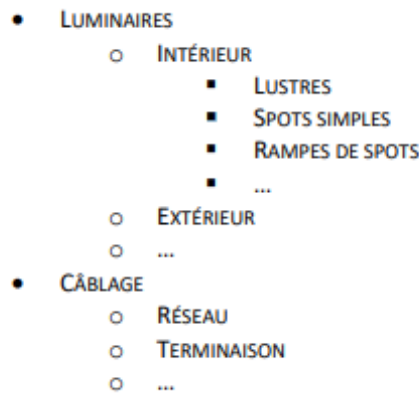 • LUMINAIRES
o INTÉRIEUR
▪ LUSTRES
▪ SPOTS SIMPLES
▪ RAMPES DE SPOTS
▪ ...
o EXTÉRIEUR
o ...
• CÂBLAGE
o RÉSEAU
o TERMINAISON
o ...